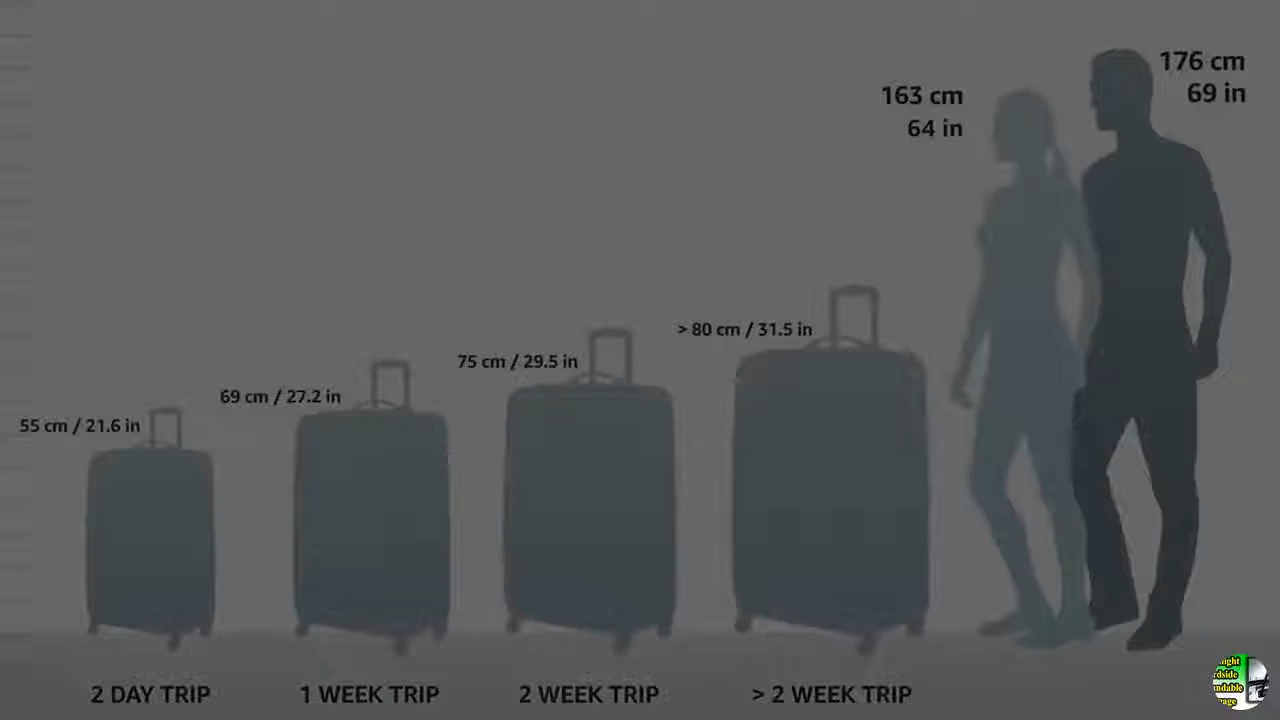 176 cm
69 in
163 cm
64 in
> 80 cm / 31.5 in
75 cm / 29.5 in
69 cm / 27.2 in
55 cm / 21.6 in
2 DAY TRIP
1 WEEK TRIP
2 WEEK TRIP
> 2 WEEK TRIP